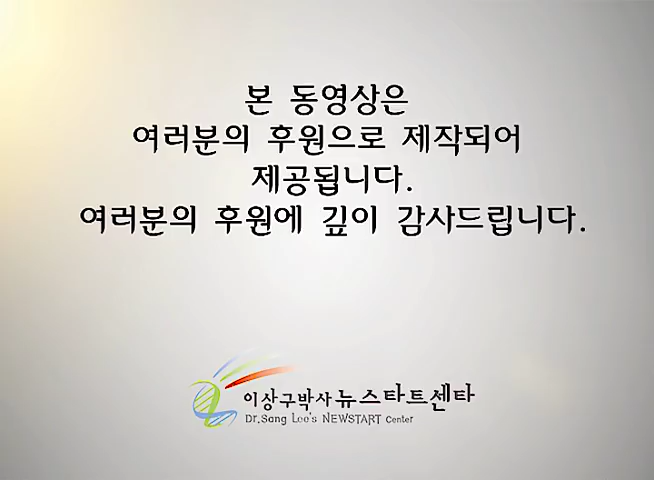 본 동영상은
여러분의 후원으로 제작되어
제공됩니다.
여러분의 후원에 깊이 감사드립니다.
이상구박사 뉴스타트센타
Dr.Sang Lee's NEWSTART Center